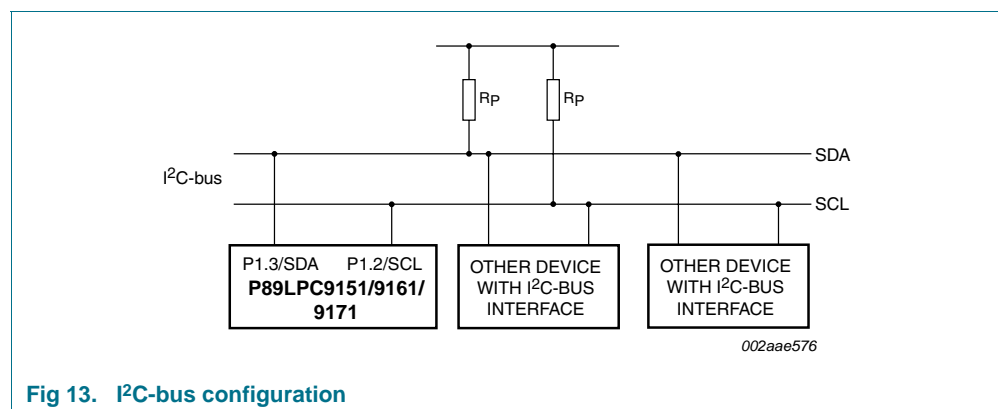 RP RP
SDA
I2C-bus
SCL
P1.3/SDA P1.2/SCL
P89LPC9151/9161/
9171
OTHER DEVICE
WITH I2C-BUS
INTERFACE
OTHER DEVICE
WITH I2C-BUS
INTERFACE
002aae576
Fig 13. I2C-bus configuration